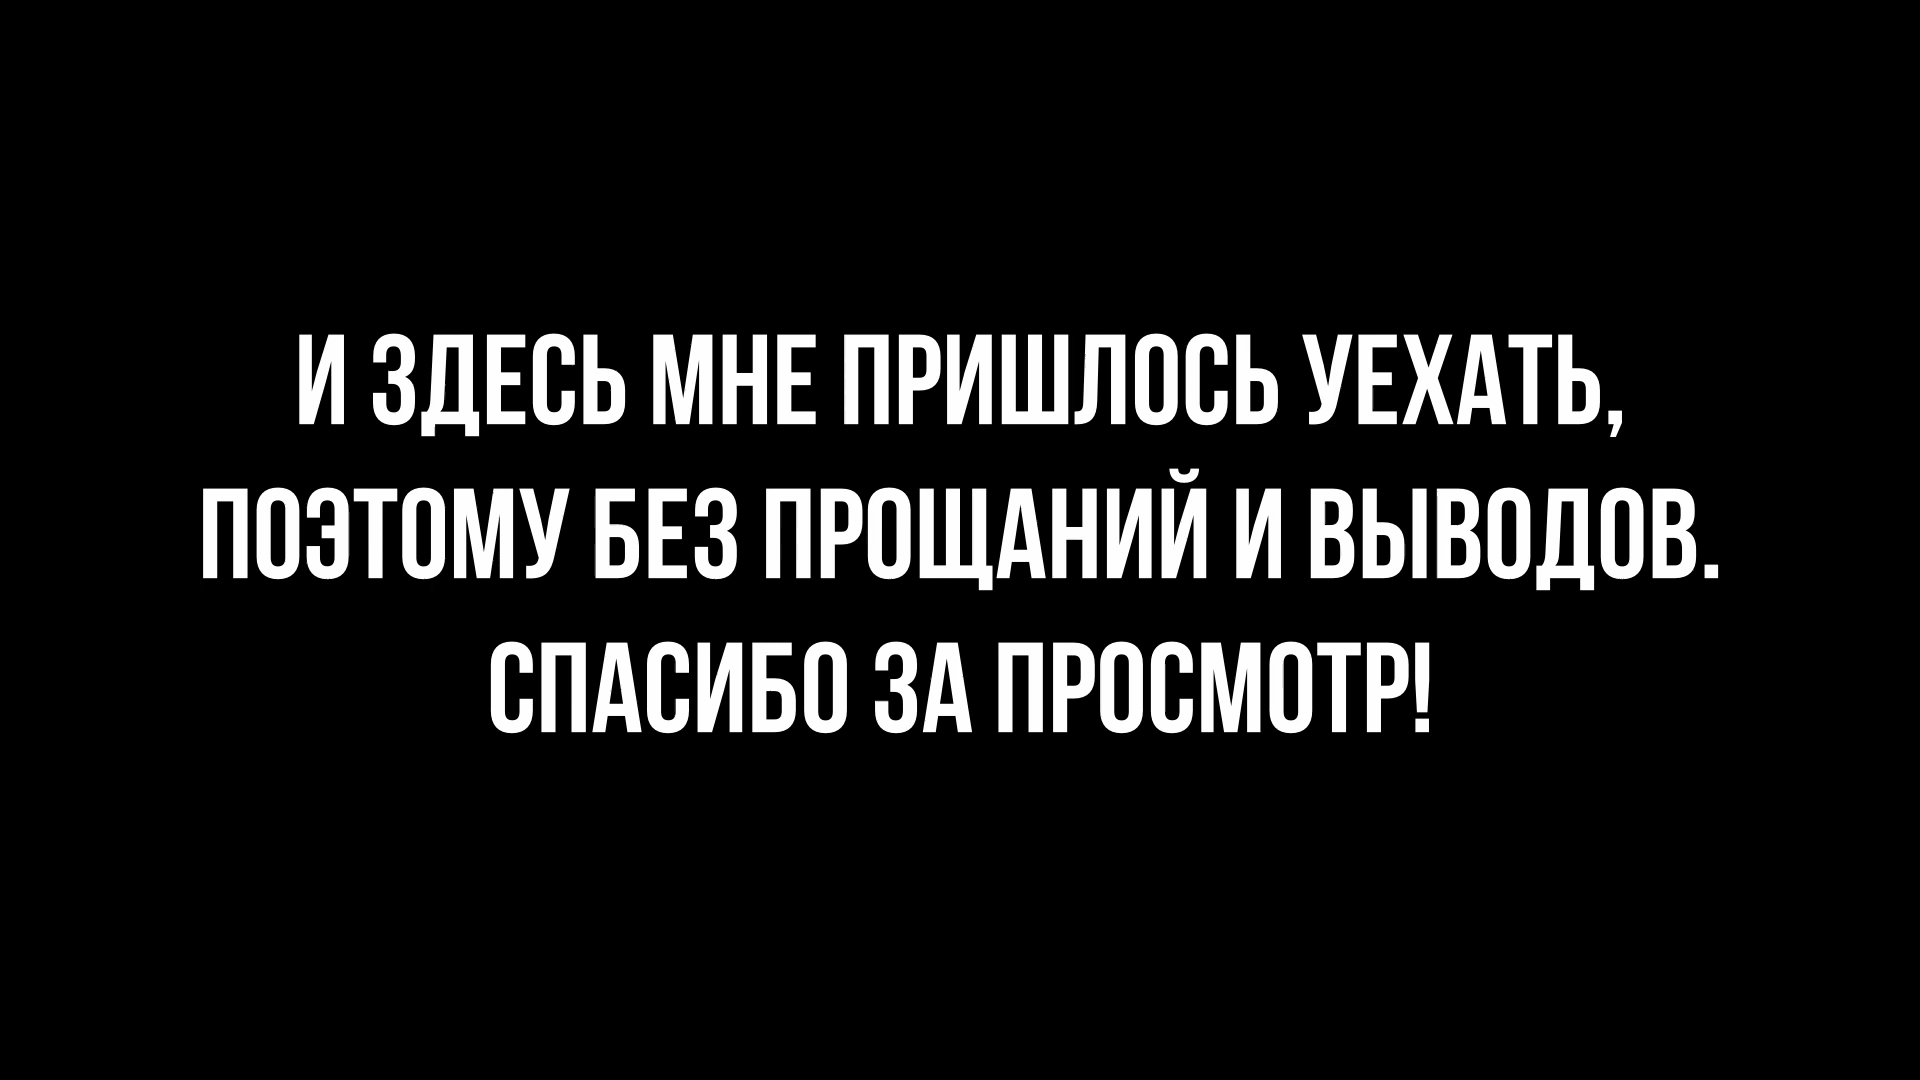 И ЗДЕСЬ МНЕ ПРИШЛОСЬ УЕХАТЬ,
ПОЭТОМУ БЕЗ ПРОЩАНИЙ И ВЫВОДОВ.
СПАСИБО ЗА ПРОСМОТР!